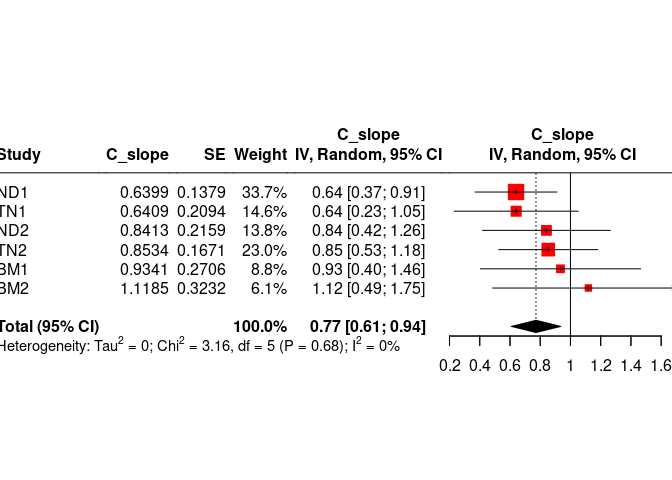 C_slope C_slope
Study C_slope SE Weight IV, Random, 95% CI IV, Random, 95% CI
ND1 0.6399 0.1379 33.7% 0.64 [0.37; 0.91]
TN1 0.6409 0.2094 14.6% 0.64 [0.23; 1.05]
ND2 0.8413 0.2159 13.8% 0.84 [0.42; 1.26]
TN2 0.8534 0.1671 23.0% 0.85 [0.53; 1.18]
BM1 0.9341 0.2706 8.8% 0.93 [0.40; 1.46]
BM2 1.1185 0.3232 6.1% 1.12 [0.49; 1.75]
Total (95% CI) 100.0% 0.77 [0.61; 0.94]
Heterogeneity: Tau² = 0; Chi² = 3.16, df = 5 (P = 0.68); I² = 0%
0.2 0.4 0.6 0.8 1 1.2 1.4 1.6